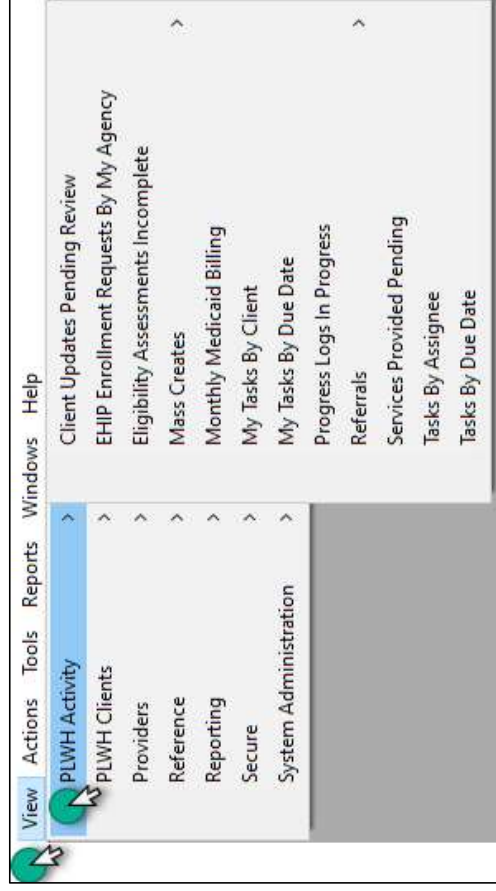 View Actions Tools Reports Windows Help
PLWH Activity >
PLWH Clients >
Providers >
Reference >
Reporting >
Secure >
System Administration >
Client Updates Pending Review
EHIP Enrollment Requests By My Agency
Eligibility Assessments Incomplete
Mass Creates >
Monthly Medicaid Billing
My Tasks By Client
My Tasks By Due Date
Progress Logs In Progress
Referrals >
Services Provided Pending
Tasks By Assignee
Tasks By Due Date